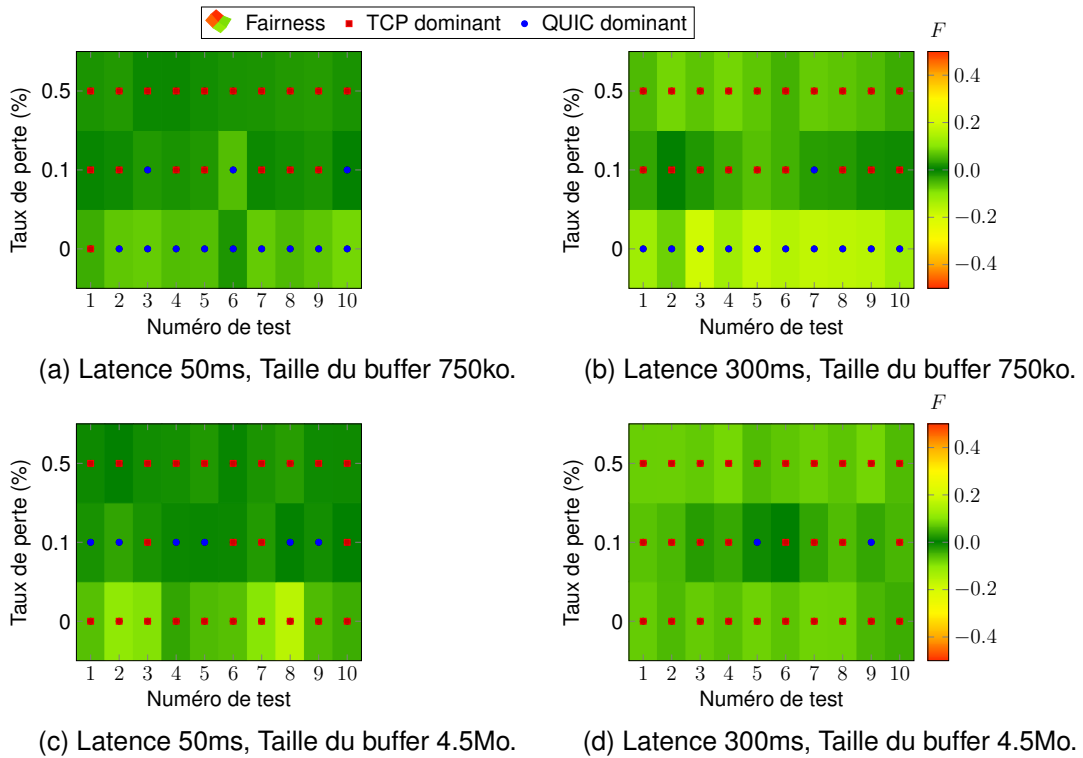 Fairness TCP dominant QUIC dominant
F
Taux de perte (%)
0.5
0.1
0
1 2 3 4 5 6 7 8 9 10
Numéro de test
(a) Latence 50ms, Taille du buffer 750ko.
Taux de perte (%)
0.5
0.1
0
1 2 3 4 5 6 7 8 9 10
Numéro de test
0.4
0.2
0.0
−0.2
−0.4
(b) Latence 300ms, Taille du buffer 750ko.
Taux de perte (%)
0.5
0.1
0
1 2 3 4 5 6 7 8 9 10
Numéro de test
(c) Latence 50ms, Taille du buffer 4.5Mo.
F
Taux de perte (%)
0.5
0.1
0
1 2 3 4 5 6 7 8 9 10
Numéro de test
0.4
0.2
0.0
−0.2
−0.4
(d) Latence 300ms, Taille du buffer 4.5Mo.